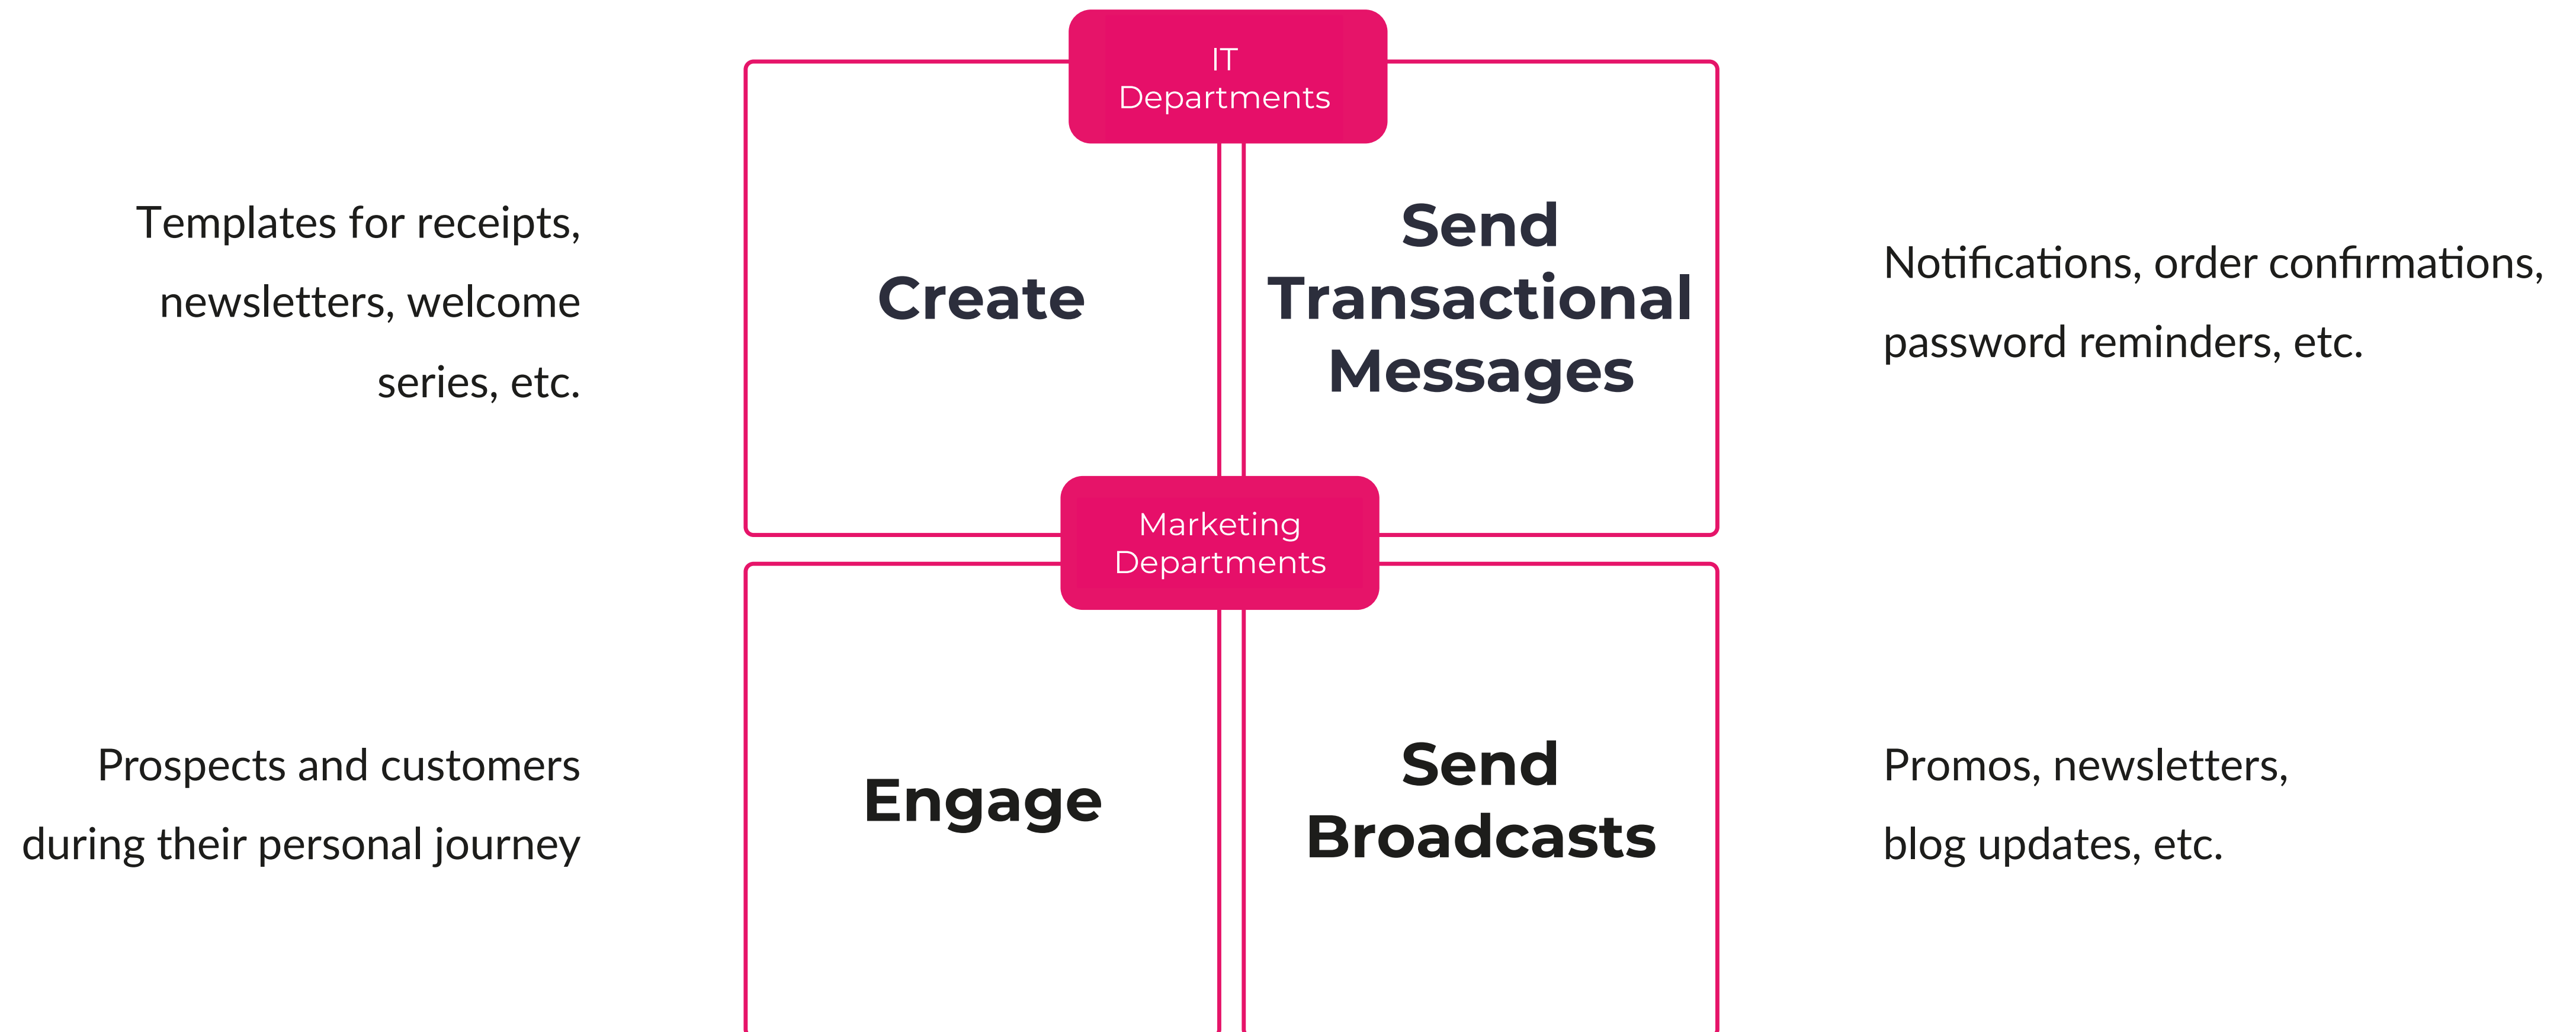 IT
Departments
Templates for receipts,
newsletters, welcome
series, etc.
Create
Send
Transactional
Messages
Notifications, order confirmations,
password reminders, etc.
Marketing
Departments
Prospects and customers
during their personal journey
Engage
Send
Broadcasts
Promos, newsletters,
blog updates, etc.